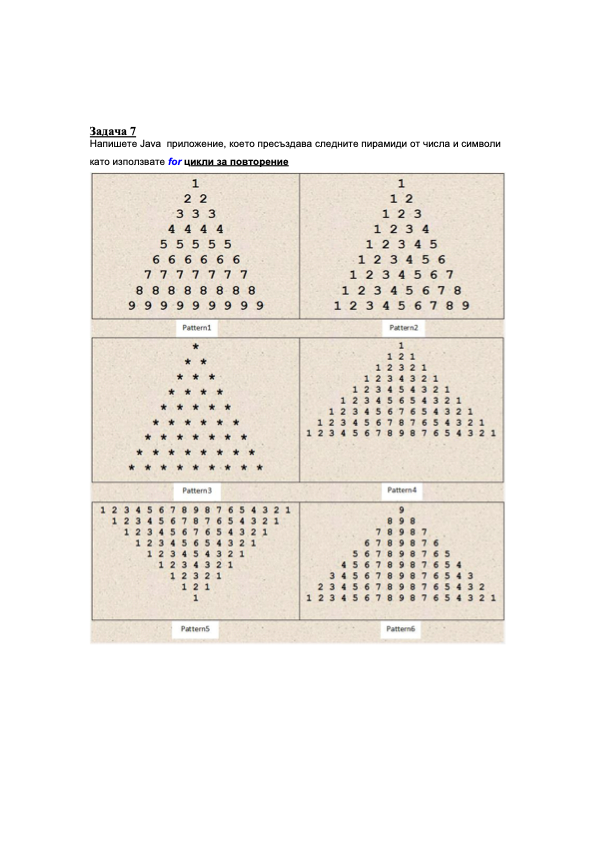 Задача 7
Напишете Java приложение, което пресъздава следните пирамиди от числа и символи
като използвате for цикли за повторение
1
2 2
3 3 3
4 4 4 4
5 5 5 5 5
6 6 6 6 6 6
7 7 7 7 7 7 7
8 8 8 8 8 8 8 8
9 9 9 9 9 9 9 9 9
Pattern1
1
1 2
1 2 3
1 2 3 4
1 2 3 4 5
1 2 3 4 5 6
1 2 3 4 5 6 7
1 2 3 4 5 6 7 8
1 2 3 4 5 6 7 8 9
Pattern2
*
* *
* * *
* * * *
* * * * *
* * * * * *
* * * * * * *
* * * * * * * *
* * * * * * * * *
Pattern3
1
1 2 1
1 2 3 2 1
1 2 3 4 3 2 1
1 2 3 4 5 4 3 2 1
1 2 3 4 5 6 5 4 3 2 1
1 2 3 4 5 6 7 6 5 4 3 2 1
1 2 3 4 5 6 7 8 7 6 5 4 3 2 1
1 2 3 4 5 6 7 8 9 8 7 6 5 4 3 2 1
Pattern4
1 2 3 4 5 6 7 8 9 8 7 6 5 4 3 2 1
1 2 3 4 5 6 7 8 7 6 5 4 3 2 1
1 2 3 4 5 6 7 6 5 4 3 2 1
1 2 3 4 5 6 5 4 3 2 1
1 2 3 4 5 4 3 2 1
1 2 3 4 3 2 1
1 2 3 2 1
1 2 1
1
Pattern5
9
8 9 8
7 8 9 8 7
6 7 8 9 8 7 6
5 6 7 8 9 8 7 6 5
4 5 6 7 8 9 8 7 6 5 4
3 4 5 6 7 8 9 8 7 6 5 4 3
2 3 4 5 6 7 8 9 8 7 6 5 4 3 2
1 2 3 4 5 6 7 8 9 8 7 6 5 4 3 2 1
Pattern6